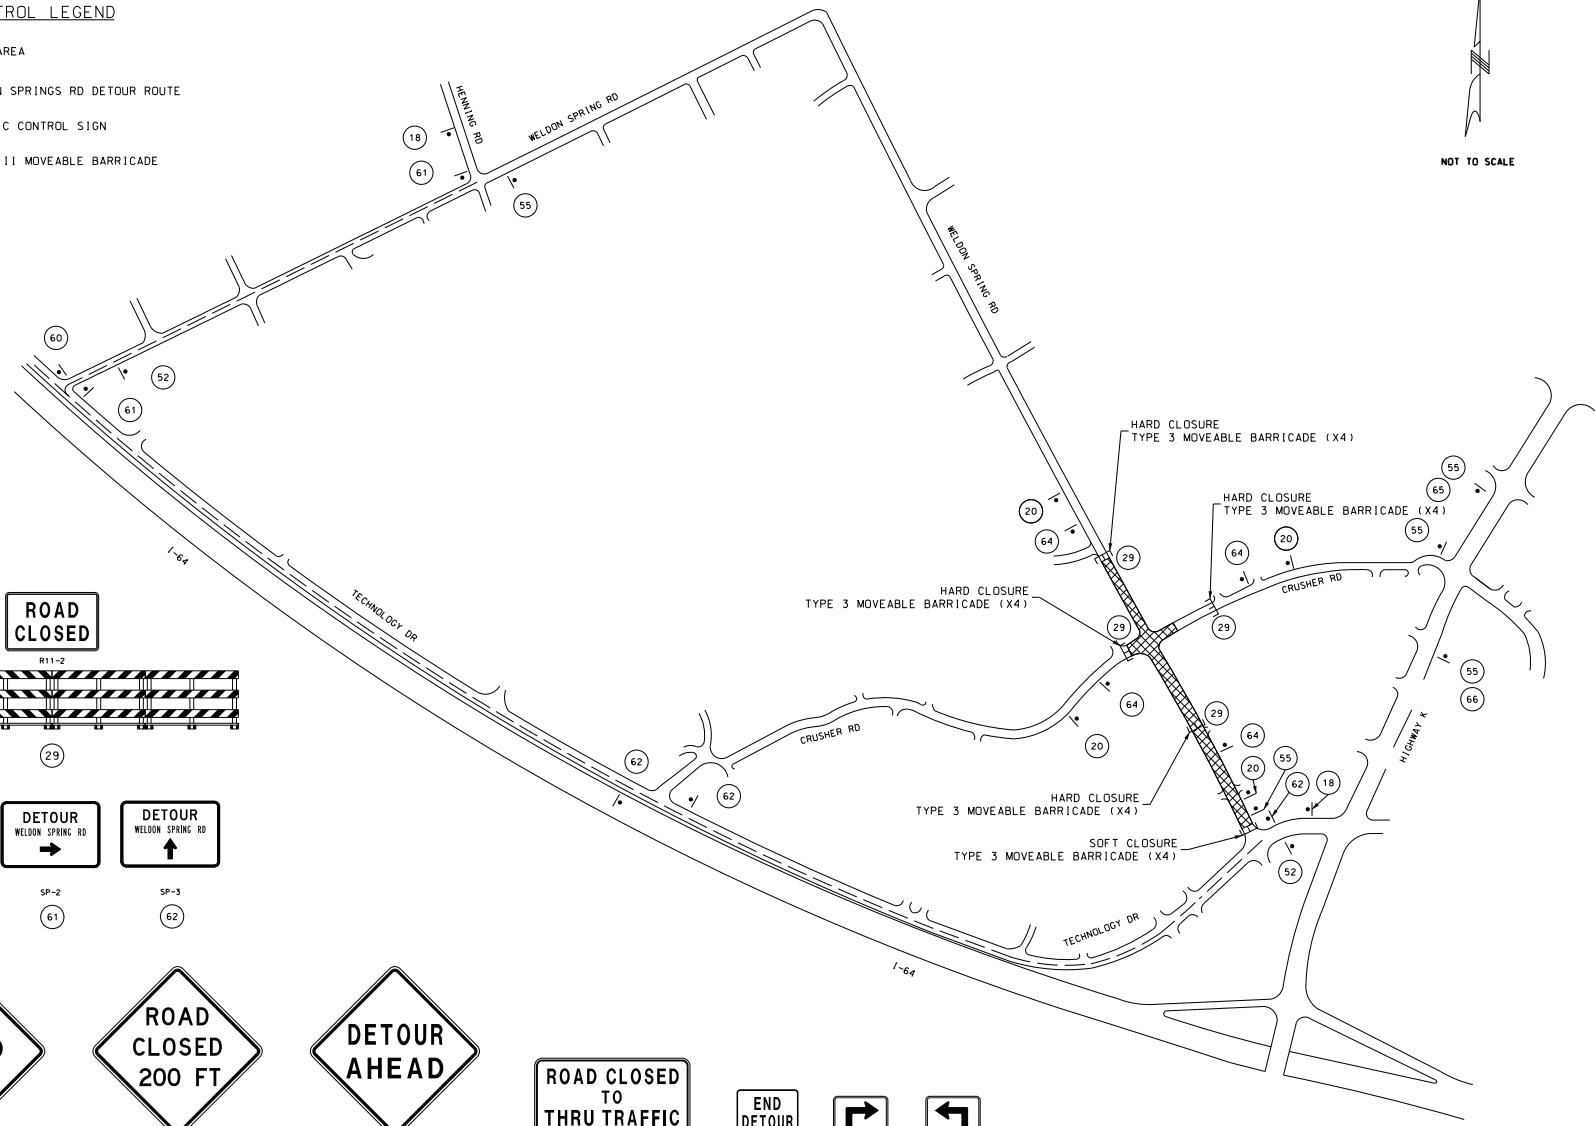 TROL LEGEND
AREA
N SPRINGS RD DETOUR ROUTE
C CONTROL SIGN
II MOVEABLE BARRICADE
NOT TO SCALE
N
HENNING RD
WELDON SPRING RD
18
61
55
WELDON SPRING RD
60
52
61
I-64
TECHNOLOGY DR
HARD CLOSURE
TYPE 3 MOVEABLE BARRICADE (X4)
55
65
HARD CLOSURE
TYPE 3 MOVEABLE BARRICADE (X4)
20
64
29
55
64
20
CRUSHER RD
HARD CLOSURE
TYPE 3 MOVEABLE BARRICADE (X4)
29
29
55
66
64
20
CRUSHER RD
29
64
HIGHWAY K
62
62
20
55
62
18
HARD CLOSURE
TYPE 3 MOVEABLE BARRICADE (X4)
SOFT CLOSURE
TYPE 3 MOVEABLE BARRICADE (X4)
52
TECHNOLOGY DR
I-64
ROAD
CLOSED
R11-2
29
DETOUR
WELDON SPRING RD
SP-2
61
DETOUR
WELDON SPRING RD
SP-3
62
ROAD
CLOSED
200 FT
DETOUR
AHEAD
ROAD CLOSED
TO
THRU TRAFFIC
END
DETOUR